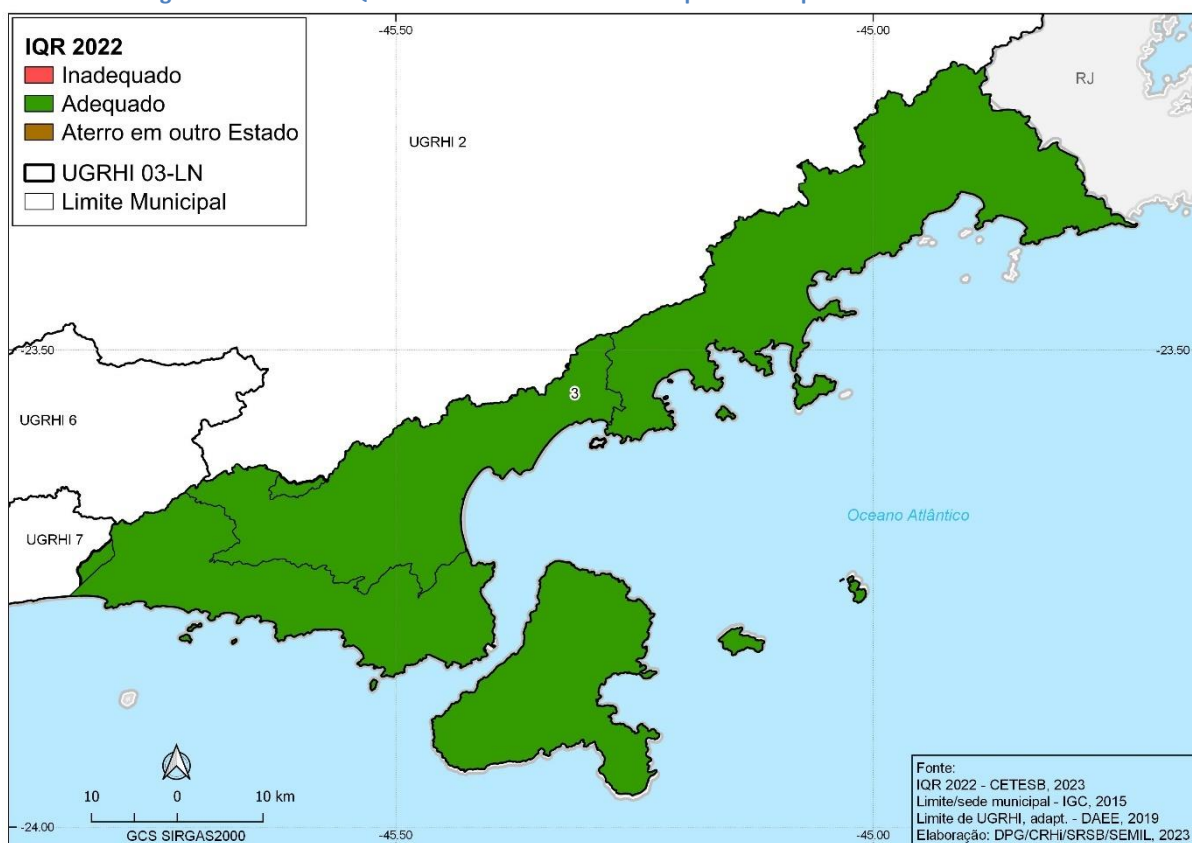 -45.50
-45.00
IQR 2022
Inadequado
Adequado
Aterro em outro Estado
UGRHI 03-LN
Limite Municipal
RJ
UGRHI 2
-23.50
-23.50
3
UGRHI 6
UGRHI 7
Oceano Atlântico
10 0 10 km
GCS SIRGAS2000
-24.00
-45.50
-45.00
Fonte:
IQR 2022 - CETESB, 2023
Limite/sede municipal - IGC, 2015
Limite de UGRHI, adapt. - DAEE, 2019
Elaboração: DPG/CRHi/SRSB/SEMIL, 2023